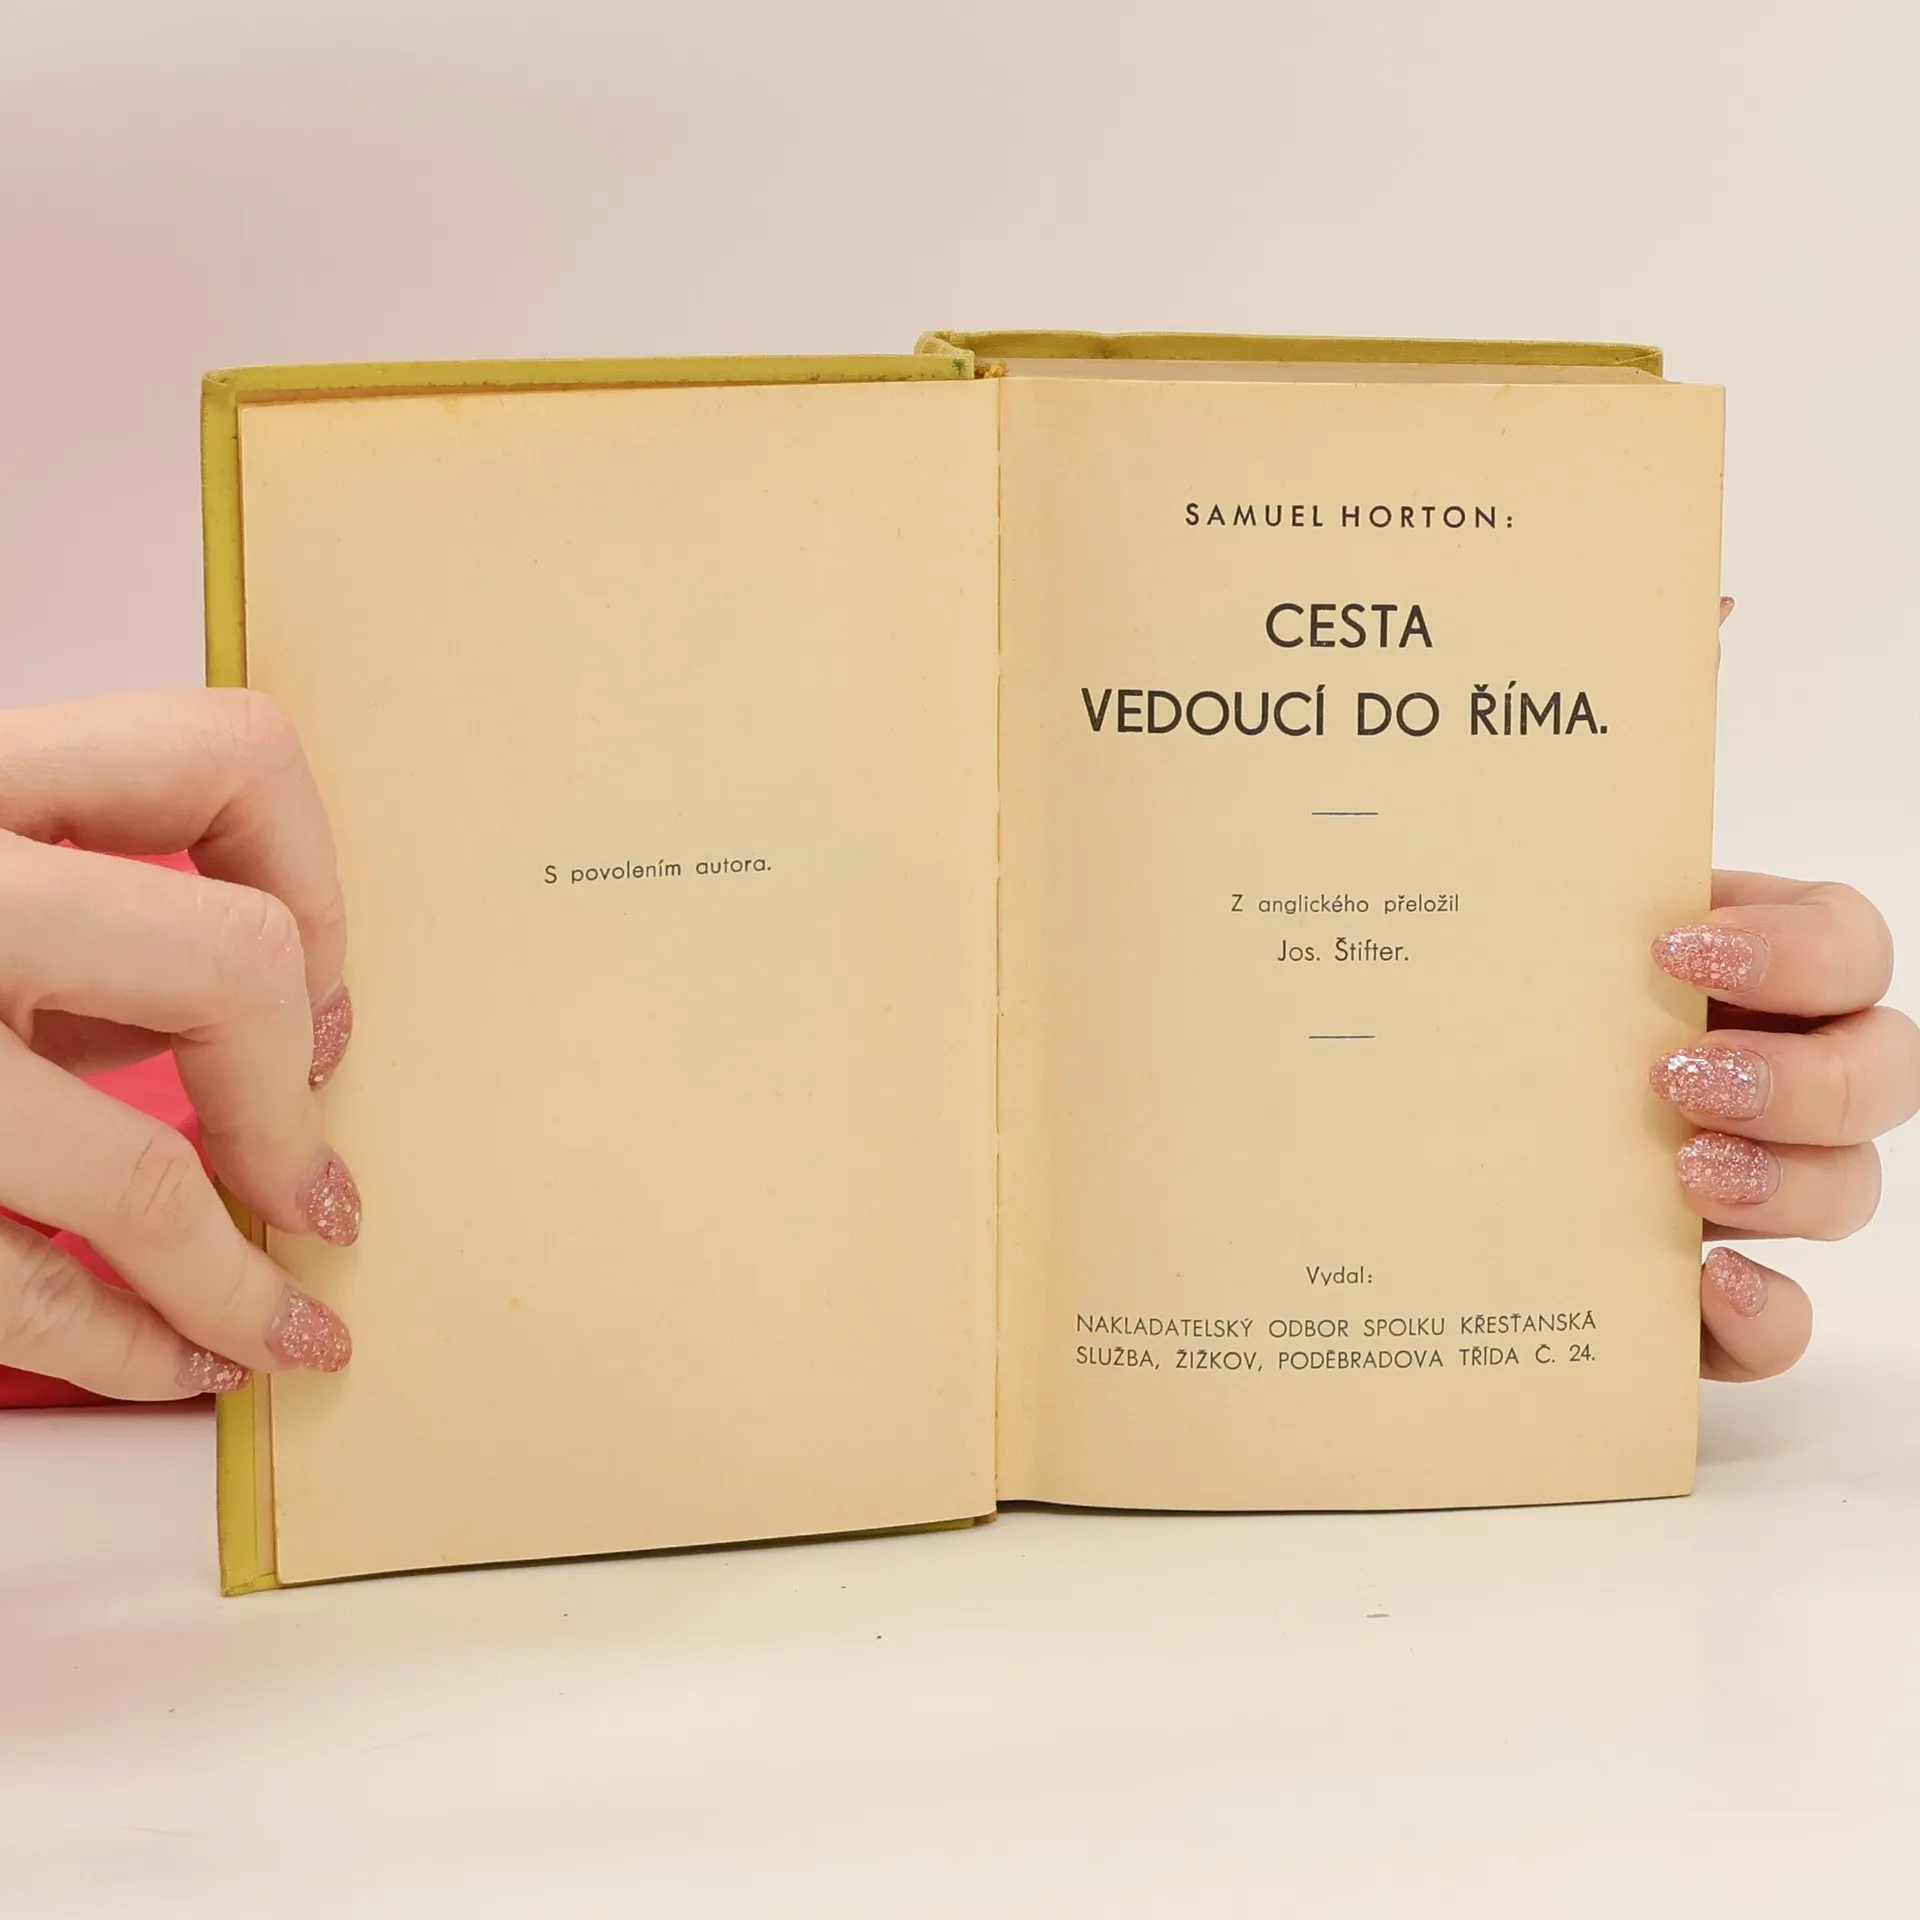 S povolením autora.
SAMUEL HORTON:
CESTA
VEDOUCÍ DO ŘÍMA.
Z anglického přeložil
Jos. Štifter.
Vydal:
NAKLADATELSKÝ ODBOR SPOLKU KŘESŤANSKÁ
SLUŽBA, ŽIŽKOV, PODĚBRADOVA TŘÍDA Č. 24.